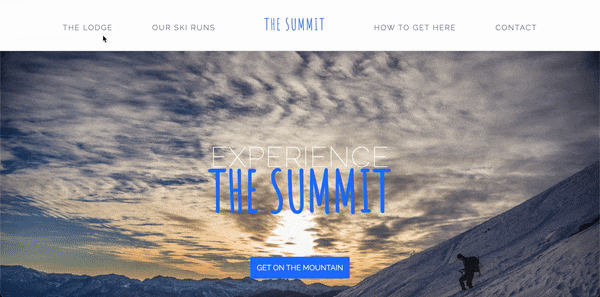 THE LODGE
OUR SKI RUNS
THE SUMMIT
HOW TO GET HERE
CONTACT
EXPERIENCE
THE SUMMIT
GET ON THE MOUNTAIN